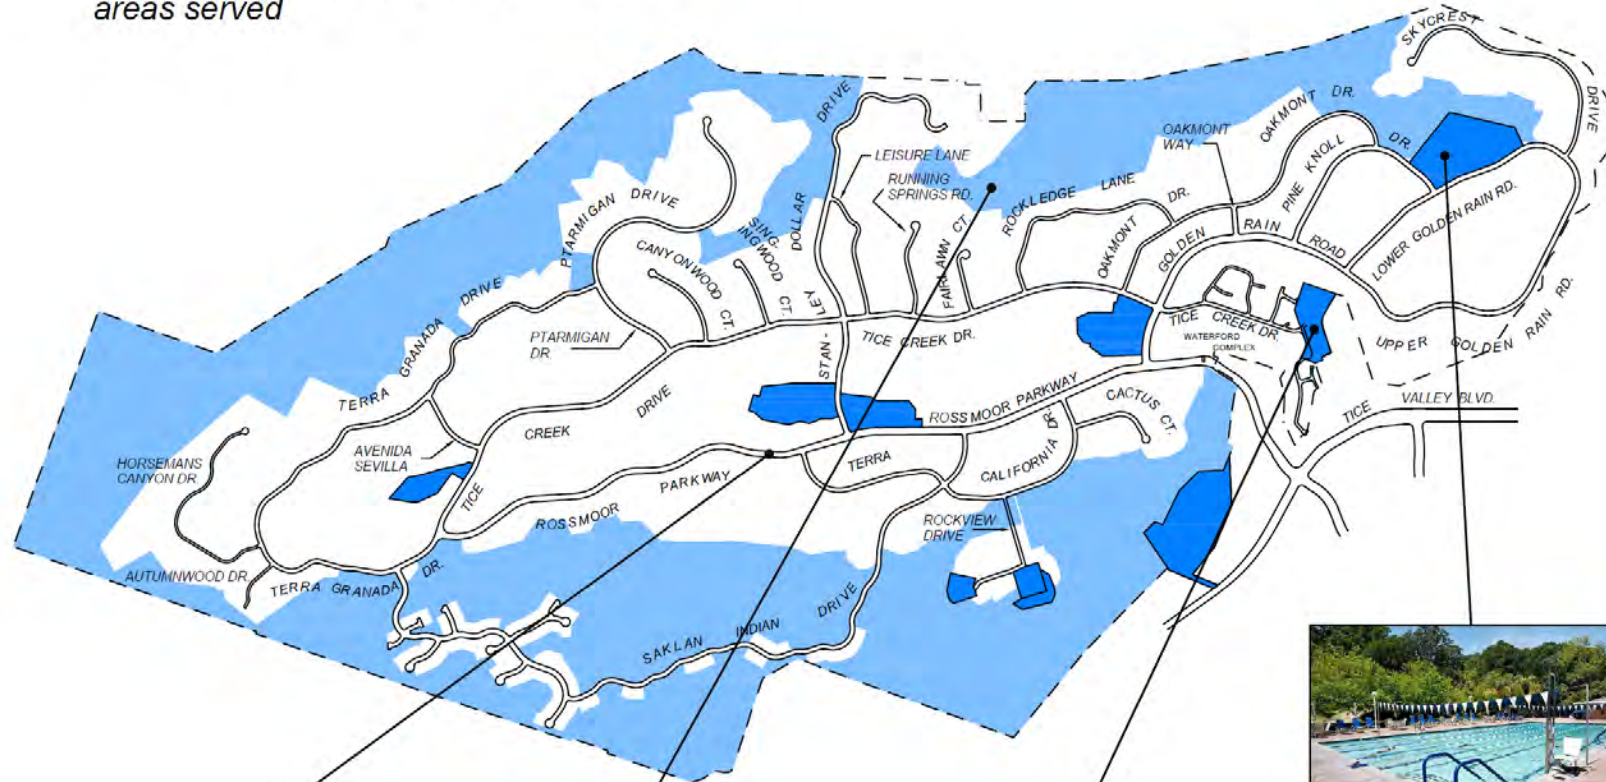 areas served
SKYCREST
DRIVE
DRIVE
OAKMONT DR.
OAKMONT
WAY
DR.
LEISURE LANE
RUNNING
SPRINGS RD.
PINE KNOLL
ROCKLEDGE LANE
DR.
PTARMIGAN DRIVE
SING-
INGWOOD
CT.
DOLLAR
STAN-
LEY
FAIRLAWN CT.
OAKMONT
GOLDEN
RAIN
ROAD
LOWER GOLDEN RAIN RD.
CANYONWOOD CT.
TERRA GRANADA DRIVE
PTARMIGAN
DR.
TICE CREEK DR.
TICE CREEK DR.
WATERFORD
COMPLEX
UPPER GOLDEN RAIN RD.
TICE
CREEK
DRIVE
ROSSMOOR PARKWAY
CACTUS CT.
TICE
VALLEY BLVD.
AVENIDA
SEVILLA
HORSEMANS
CANYON DR.
TERRA
CALIFORNIA
DR.
ROSSMOOR
PARKWAY
ROCKVIEW
DRIVE
AUTUMNWOOD DR.
TERRA GRANADA
DR.
SAKLAN INDIAN DRIVE